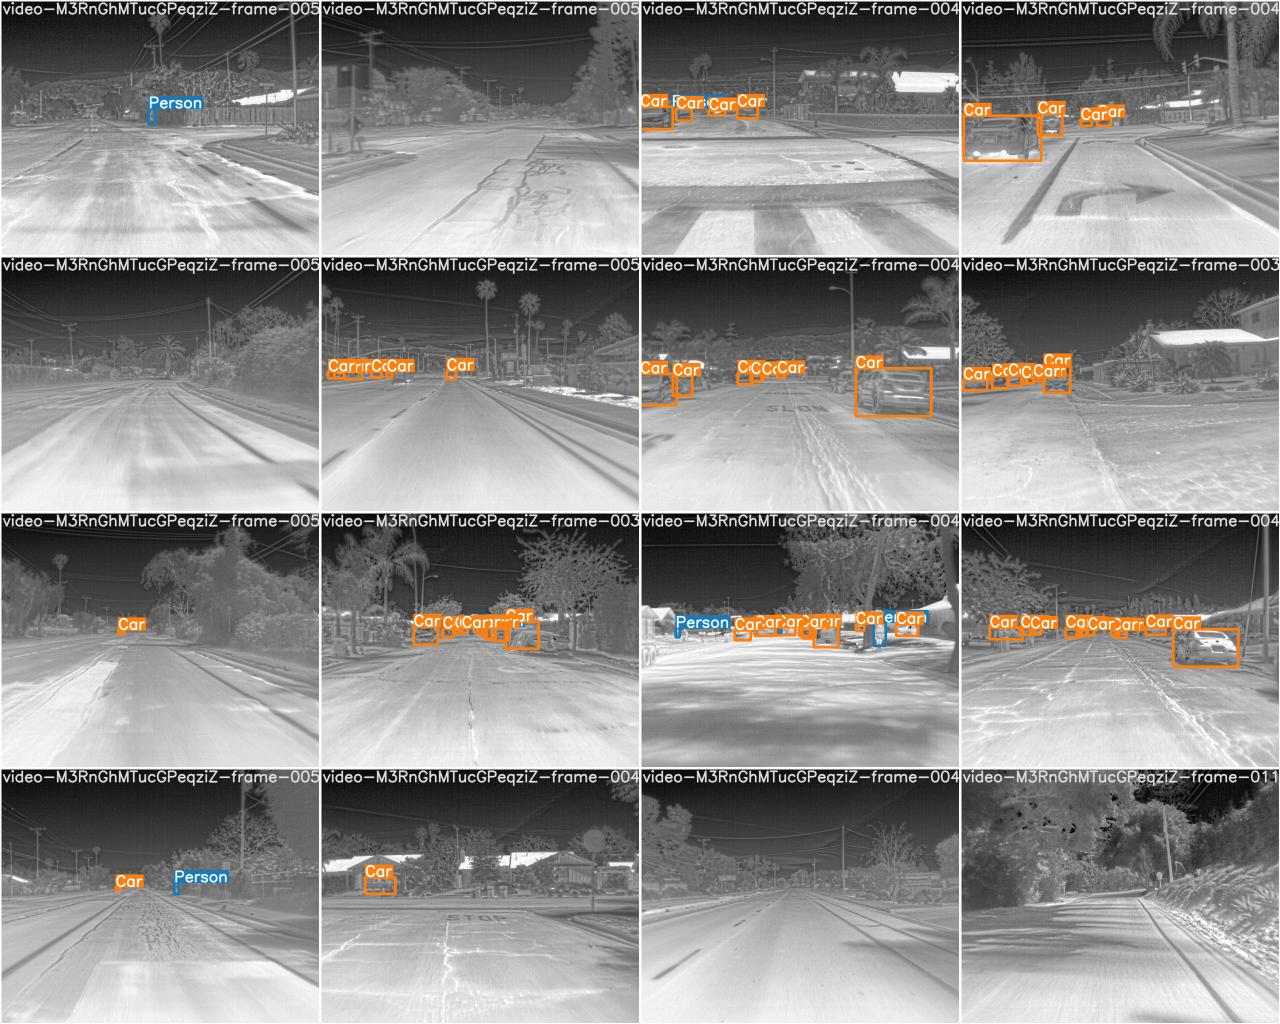 video-M3RnGhMTucGPeqziZ-frame-005
video-M3RnGhMTucGPeqziZ-frame-005
video-M3RnGhMTucGPeqziZ-frame-004
video-M3RnGhMTucGPeqziZ-frame-004
Person
Car
Car
Car
Car
Car
Car
Car
Car
video-M3RnGhMTucGPeqziZ-frame-005
video-M3RnGhMTucGPeqziZ-frame-005
video-M3RnGhMTucGPeqziZ-frame-004
video-M3RnGhMTucGPeqziZ-frame-003
Car
Car
Car
Car
Car
Car
Car
Car
Car
Car
SLOW
video-M3RnGhMTucGPeqziZ-frame-005
video-M3RnGhMTucGPeqziZ-frame-003
video-M3RnGhMTucGPeqziZ-frame-004
video-M3RnGhMTucGPeqziZ-frame-004
Car
Car
Car
Person
Car
Car
Car
Car
Car
Car
Car
Car
video-M3RnGhMTucGPeqziZ-frame-005
video-M3RnGhMTucGPeqziZ-frame-004
video-M3RnGhMTucGPeqziZ-frame-004
video-M3RnGhMTucGPeqziZ-frame-011
Car
Person
Car
STOP